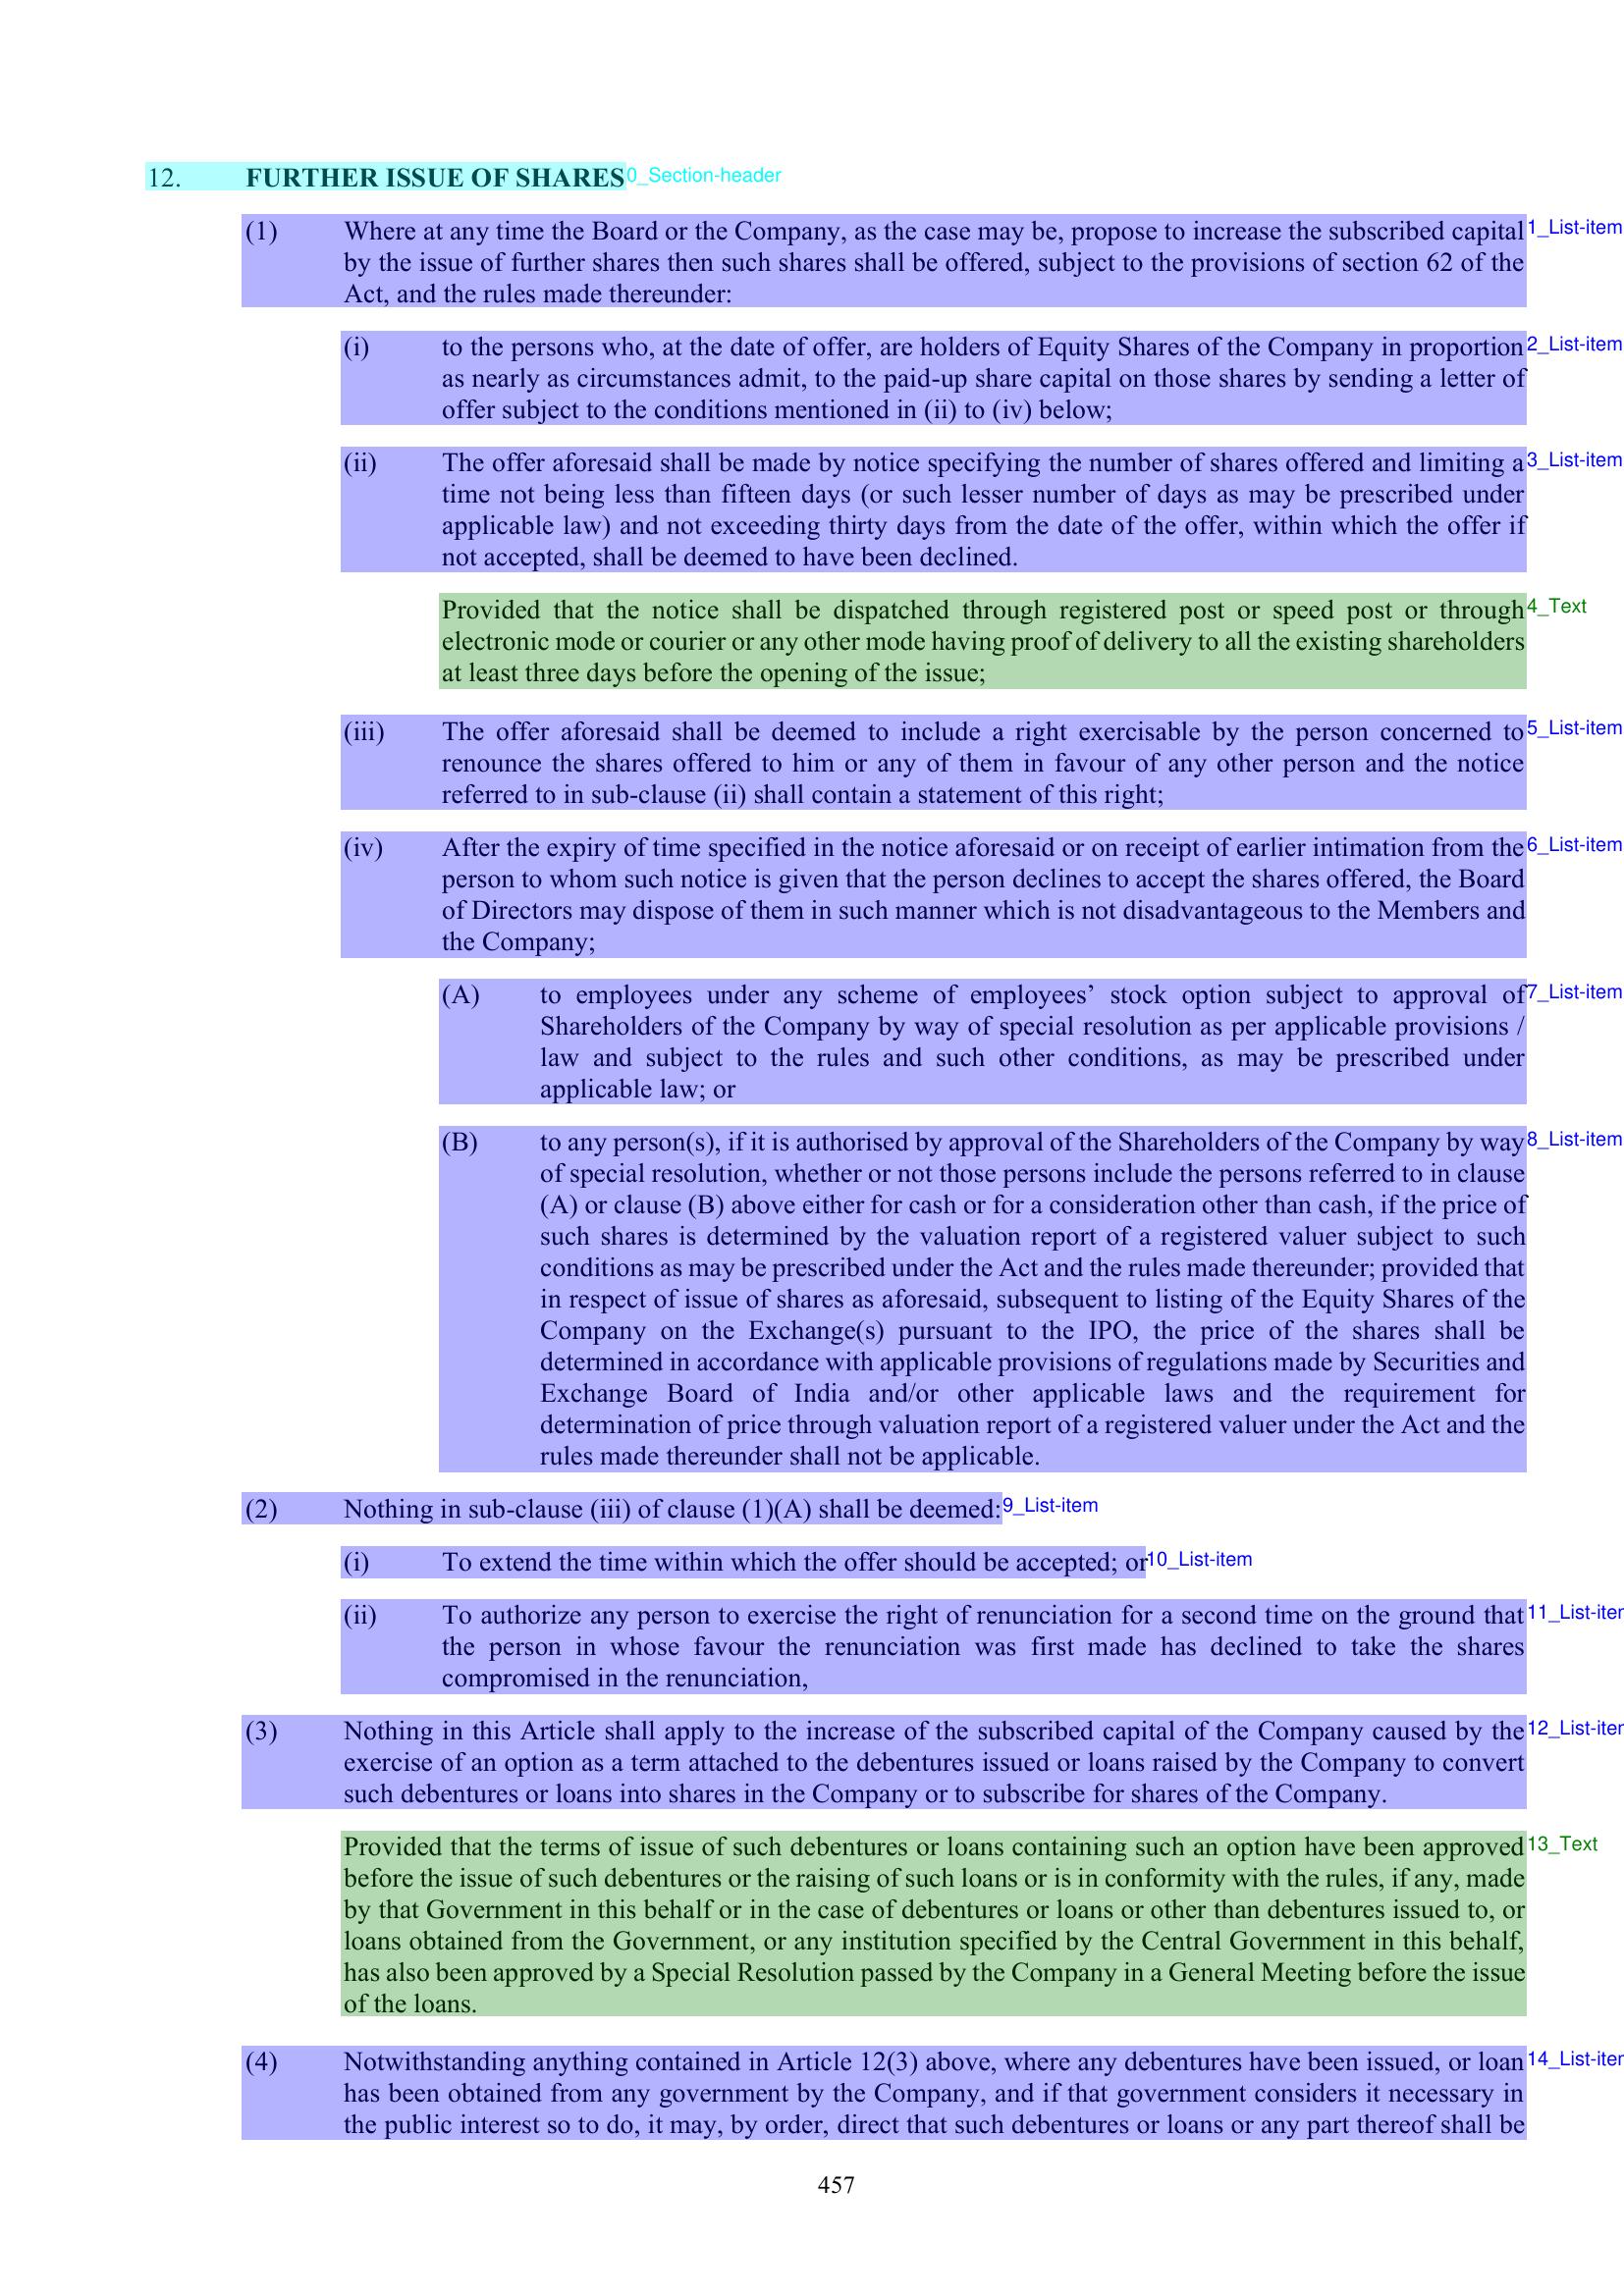 12. FURTHER ISSUE OF SHARES 0_Section-header
(1) Where at any time the Board or the Company, as the case may be, propose to increase the subscribed capital 1_List-item
by the issue of further shares then such shares shall be offered, subject to the provisions of section 62 of the
Act, and the rules made thereunder:
(i) to the persons who, at the date of offer, are holders of Equity Shares of the Company in proportion 2_List-item
as nearly as circumstances admit, to the paid-up share capital on those shares by sending a letter of
offer subject to the conditions mentioned in (ii) to (iv) below;
(ii) The offer aforesaid shall be made by notice specifying the number of shares offered and limiting a 3_List-item
time not being less than fifteen days (or such lesser number of days as may be prescribed under
applicable law) and not exceeding thirty days from the date of the offer, within which the offer if
not accepted, shall be deemed to have been declined.
Provided that the notice shall be dispatched through registered post or speed post or through 4_Text
electronic mode or courier or any other mode having proof of delivery to all the existing shareholders
at least three days before the opening of the issue;
(iii) The offer aforesaid shall be deemed to include a right exercisable by the person concerned to 5_List-item
renounce the shares offered to him or any of them in favour of any other person and the notice
referred to in sub-clause (ii) shall contain a statement of this right;
(iv) After the expiry of time specified in the notice aforesaid or on receipt of earlier intimation from the 6_List-item
person to whom such notice is given that the person declines to accept the shares offered, the Board
of Directors may dispose of them in such manner which is not disadvantageous to the Members and
the Company;
(A) to employees under any scheme of employees’ stock option subject to approval of 7_List-item
Shareholders of the Company by way of special resolution as per applicable provisions /
law and subject to the rules and such other conditions, as may be prescribed under
applicable law; or
(B) to any person(s), if it is authorised by approval of the Shareholders of the Company by way 8_List-item
of special resolution, whether or not those persons include the persons referred to in clause
(A) or clause (B) above either for cash or for a consideration other than cash, if the price of
such shares is determined by the valuation report of a registered valuer subject to such
conditions as may be prescribed under the Act and the rules made thereunder; provided that
in respect of issue of shares as aforesaid, subsequent to listing of the Equity Shares of the
Company on the Exchange(s) pursuant to the IPO, the price of the shares shall be
determined in accordance with applicable provisions of regulations made by Securities and
Exchange Board of India and/or other applicable laws and the requirement for
determination of price through valuation report of a registered valuer under the Act and the
rules made thereunder shall not be applicable.
(2) Nothing in sub-clause (iii) of clause (1)(A) shall be deemed: 9_List-item
(i) To extend the time within which the offer should be accepted; or 10_List-item
(ii) To authorize any person to exercise the right of renunciation for a second time on the ground that 11_List-iter
the person in whose favour the renunciation was first made has declined to take the shares
compromised in the renunciation,
(3) Nothing in this Article shall apply to the increase of the subscribed capital of the Company caused by the 12_List-iter
exercise of an option as a term attached to the debentures issued or loans raised by the Company to convert
such debentures or loans into shares in the Company or to subscribe for shares of the Company.
Provided that the terms of issue of such debentures or loans containing such an option have been approved 13_Text
before the issue of such debentures or the raising of such loans or is in conformity with the rules, if any, made
by that Government in this behalf or in the case of debentures or loans or other than debentures issued to, or
loans obtained from the Government, or any institution specified by the Central Government in this behalf,
has also been approved by a Special Resolution passed by the Company in a General Meeting before the issue
of the loans.
(4) Notwithstanding anything contained in Article 12(3) above, where any debentures have been issued, or loan 14_List-iter
has been obtained from any government by the Company, and if that government considers it necessary in
the public interest so to do, it may, by order, direct that such debentures or loans or any part thereof shall be
457